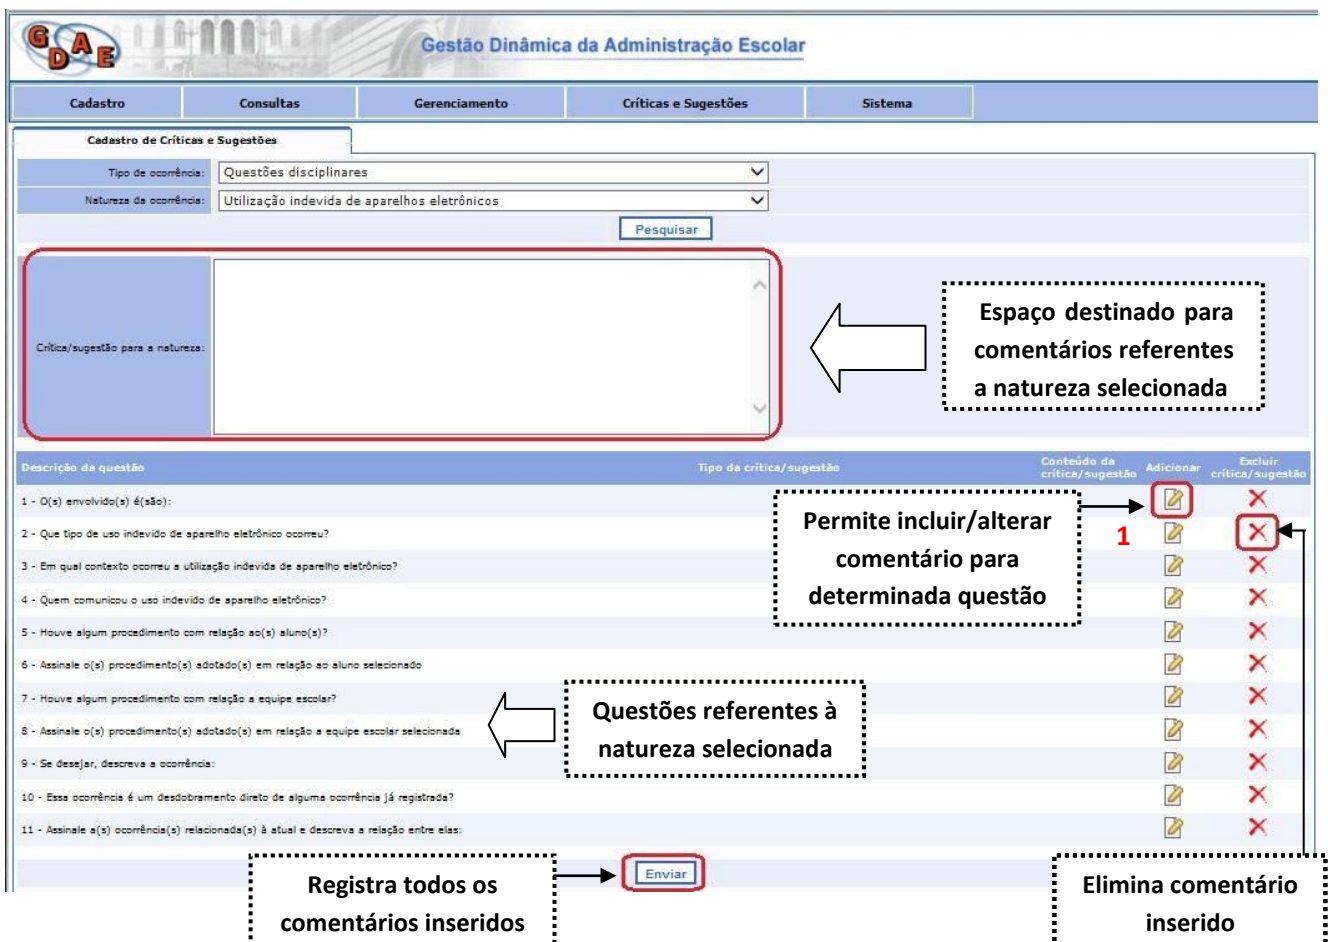 GDAE
Gestão Dinâmica da Administração Escolar
Cadastro Consultas Gerenciamento Críticas e Sugestões Sistema
Cadastro de Críticas e Sugestões
Tipo de ocorrência: Questões disciplinares
Natureza da ocorrência: Utilização indevida de aparelhos eletrônicos
Pesquisar
Crítica/sugestão para a natureza:
Espaço destinado para
comentários referentes
a natureza selecionada
Descrição da questão Tipo da crítica/sugestão Conteúdo da crítica/sugestão Adicionar Excluir crítica/sugestão
1 - O(s) envolvido(s) é(são):
2 - Que tipo de uso indevido de aparelho eletrônico ocorreu?
3 - Em qual contexto ocorreu a utilização indevida de aparelho eletrônico?
4 - Quem comunicou o uso indevido de aparelho eletrônico?
5 - Houve algum procedimento com relação ao(s) aluno(s)?
6 - Assinale o(s) procedimento(s) adotado(s) em relação ao aluno selecionado
7 - Houve algum procedimento com relação a equipe escolar?
8 - Assinale o(s) procedimento(s) adotado(s) em relação a equipe escolar selecionada
9 - Se desejar, descreva a ocorrência:
10 - Essa ocorrência é um desdobramento direto de alguma ocorrência já registrada?
11 - Assinale a(s) ocorrência(s) relacionada(s) à atual e descreva a relação entre elas:
Permite incluir/alterar
comentário para
determinada questão
1
Questões referentes à
natureza selecionada
Enviar
Registra todos os
comentários inseridos
Elimina comentário
inserido